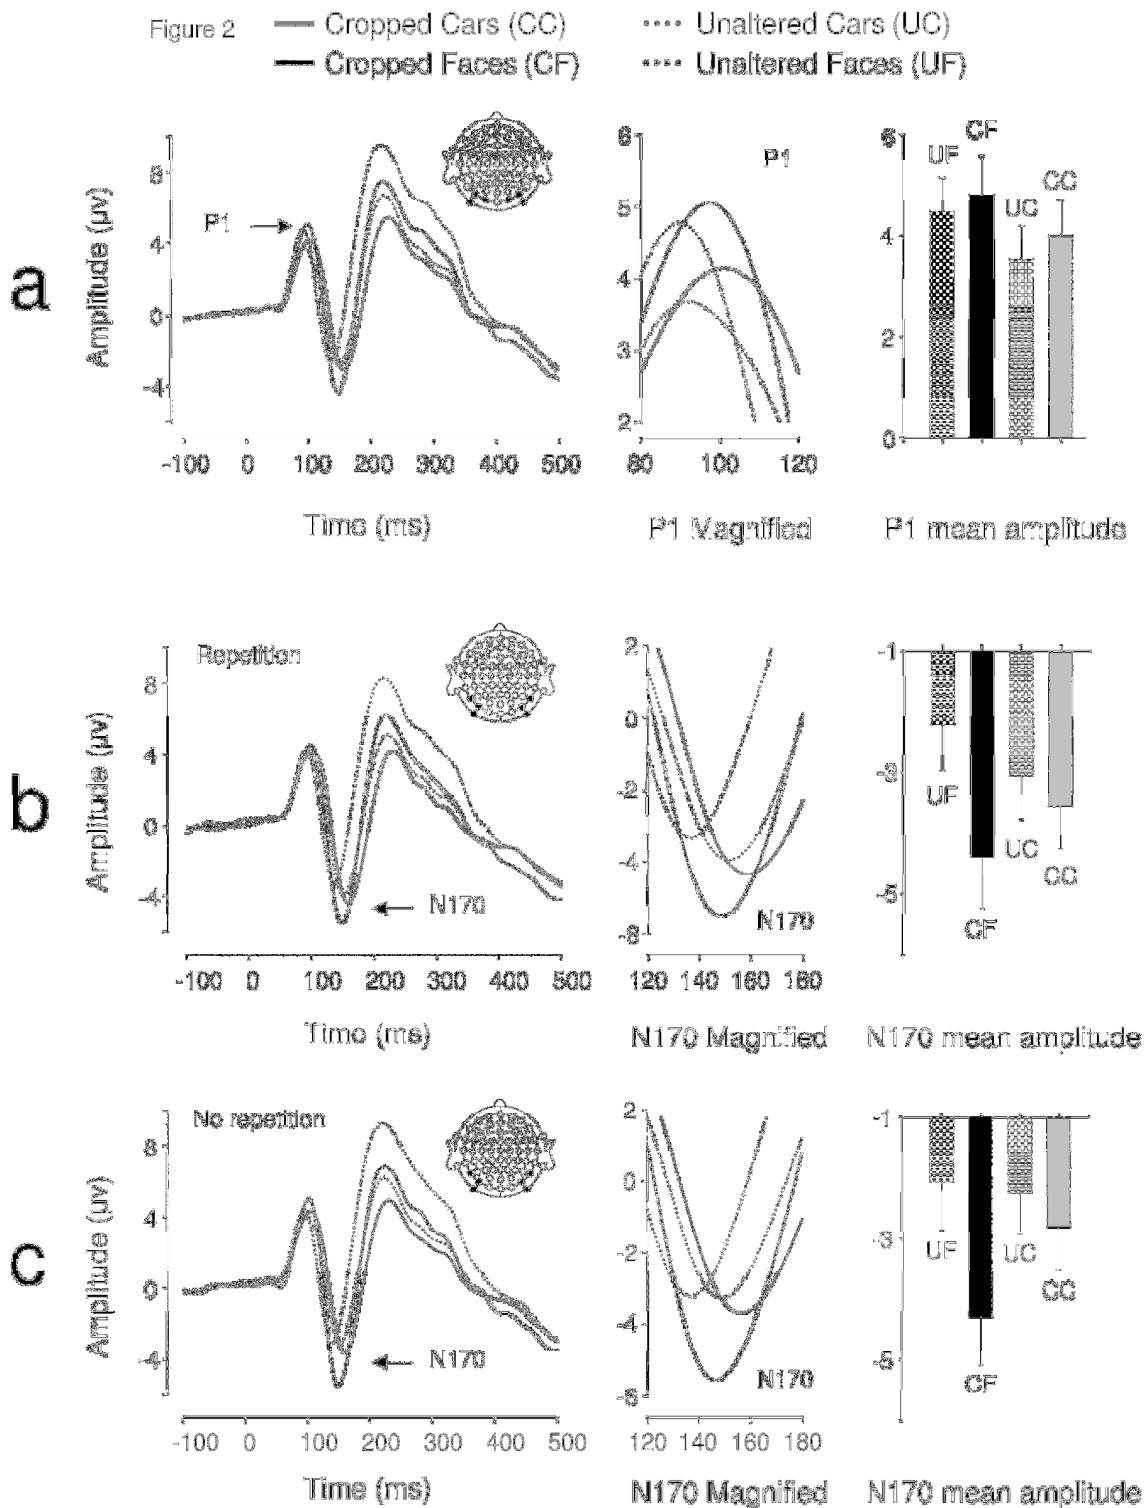 Figure 2
Cropped Cars (CC)
Unaltered Cars (UC)
Cropped Faces (CF)
Unaltered Faces (UF)
a
Amplitude (μv)
8
4
0
-4
P1
-100 0 100 200 300 400 500
Time (ms)
6
5
4
3
2
P1
80 100 120
P1 Magnified
6
4
2
0
UF
CF
UC
CC
P1 mean amplitude
b
Repetition
Amplitude (μv)
8
4
0
-4
N170
-100 0 100 200 300 400 500
Time (ms)
2
0
-2
-4
-6
N170
120 140 160 180
N170 Magnified
-1
-3
-5
UF
CF
UC
CC
N170 mean amplitude
c
No repetition
Amplitude (μv)
8
4
0
-4
N170
-100 0 100 200 300 400 500
Time (ms)
2
0
-2
-4
-6
N170
120 140 160 180
N170 Magnified
-1
-3
-5
UF
CF
UC
CC
N170 mean amplitude